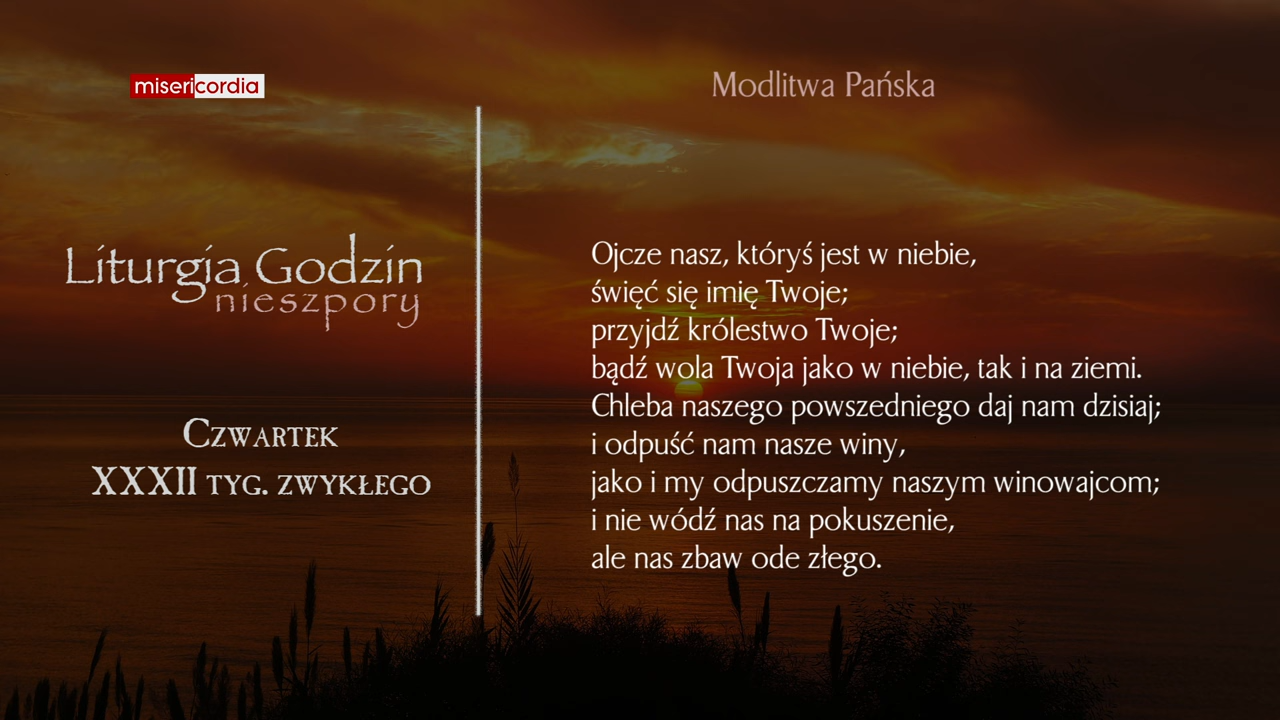 misericordia
Liturgia Godzin
nieszpory
Czwartek
XXXII tyg. zwykłego
Modlitwa Pańska
Ojcze nasz, któryś jest w niebie,
święć się imię Twoje;
przyjdź królestwo Twoje;
bądź wola Twoja jako w niebie, tak i na ziemi.
Chleba naszego powszedniego daj nam dzisiaj;
i odpuść nam nasze winy,
jako i my odpuszczamy naszym winowajcom;
i nie wódź nas na pokuszenie,
ale nas zbaw ode złego.